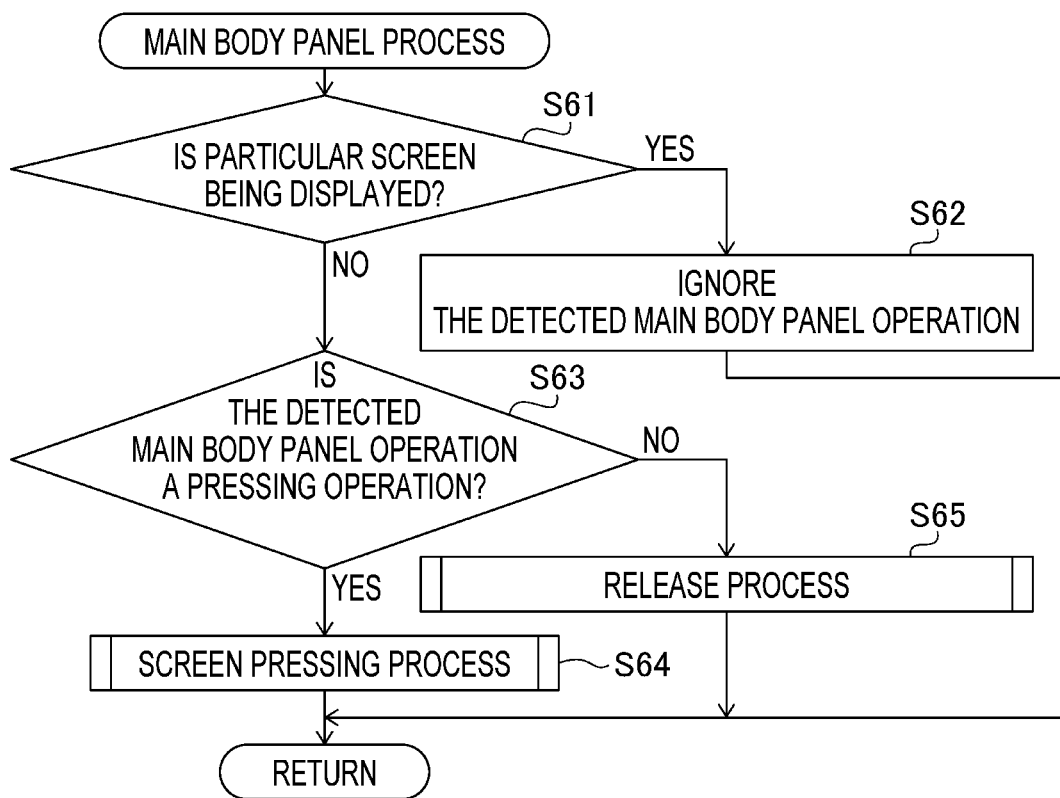 MAIN BODY PANEL PROCESS
S61
IS PARTICULAR SCREEN
BEING DISPLAYED?
YES
NO
S62
IGNORE
THE DETECTED MAIN BODY PANEL OPERATION
S63
IS
THE DETECTED
MAIN BODY PANEL OPERATION
A PRESSING OPERATION?
NO
YES
S65
RELEASE PROCESS
SCREEN PRESSING PROCESS
S64
RETURN